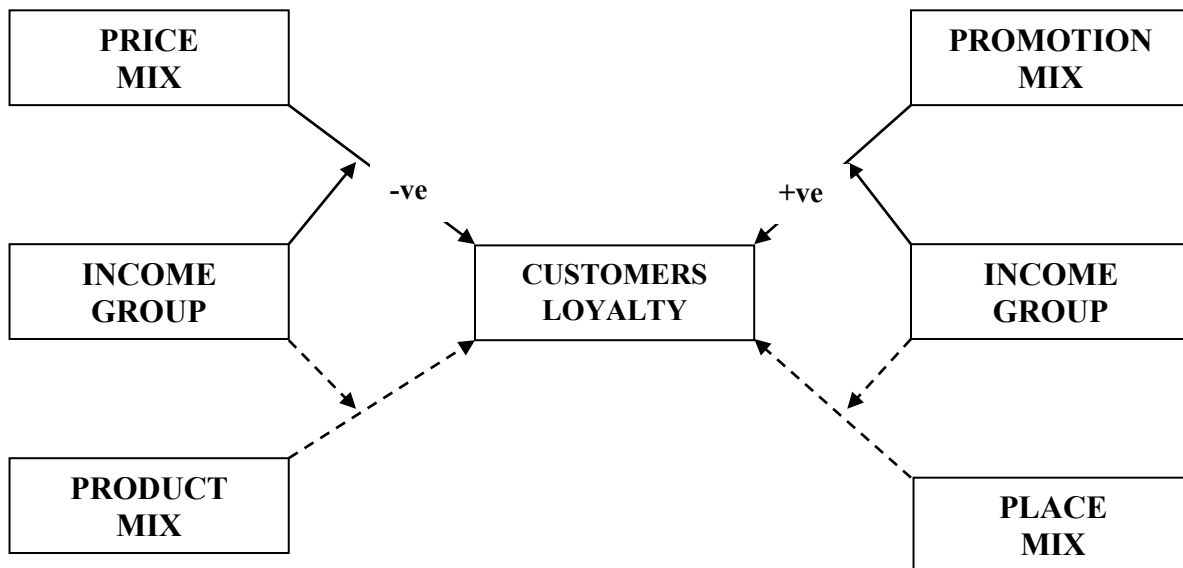 PRICE
MIX
PROMOTION
MIX
-ve
+ve
INCOME
GROUP
CUSTOMERS
LOYALTY
INCOME
GROUP
PRODUCT
MIX
PLACE
MIX